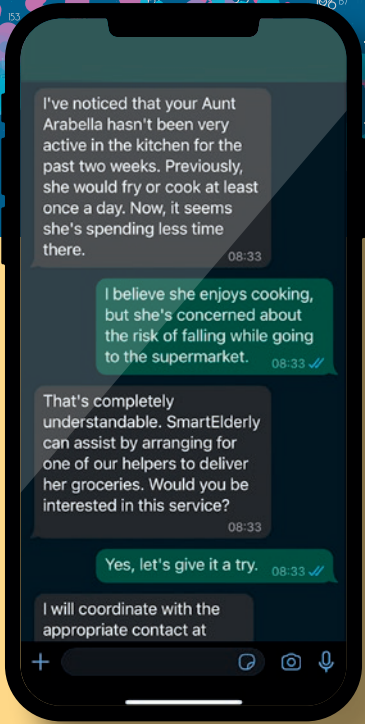 153
I've noticed that your Aunt
Arabella hasn't been very
active in the kitchen for the
past two weeks. Previously,
she would fry or cook at least
once a day. Now, it seems
she's spending less time
there.
08:33
I believe she enjoys cooking,
but she's concerned about
the risk of falling while going
to the supermarket.
08:33
That's completely
understandable. SmartElderly
can assist by arranging for
one of our helpers to deliver
her groceries. Would you be
interested in this service?
08:33
Yes, let's give it a try. 08:33
I will coordinate with the
appropriate contact at